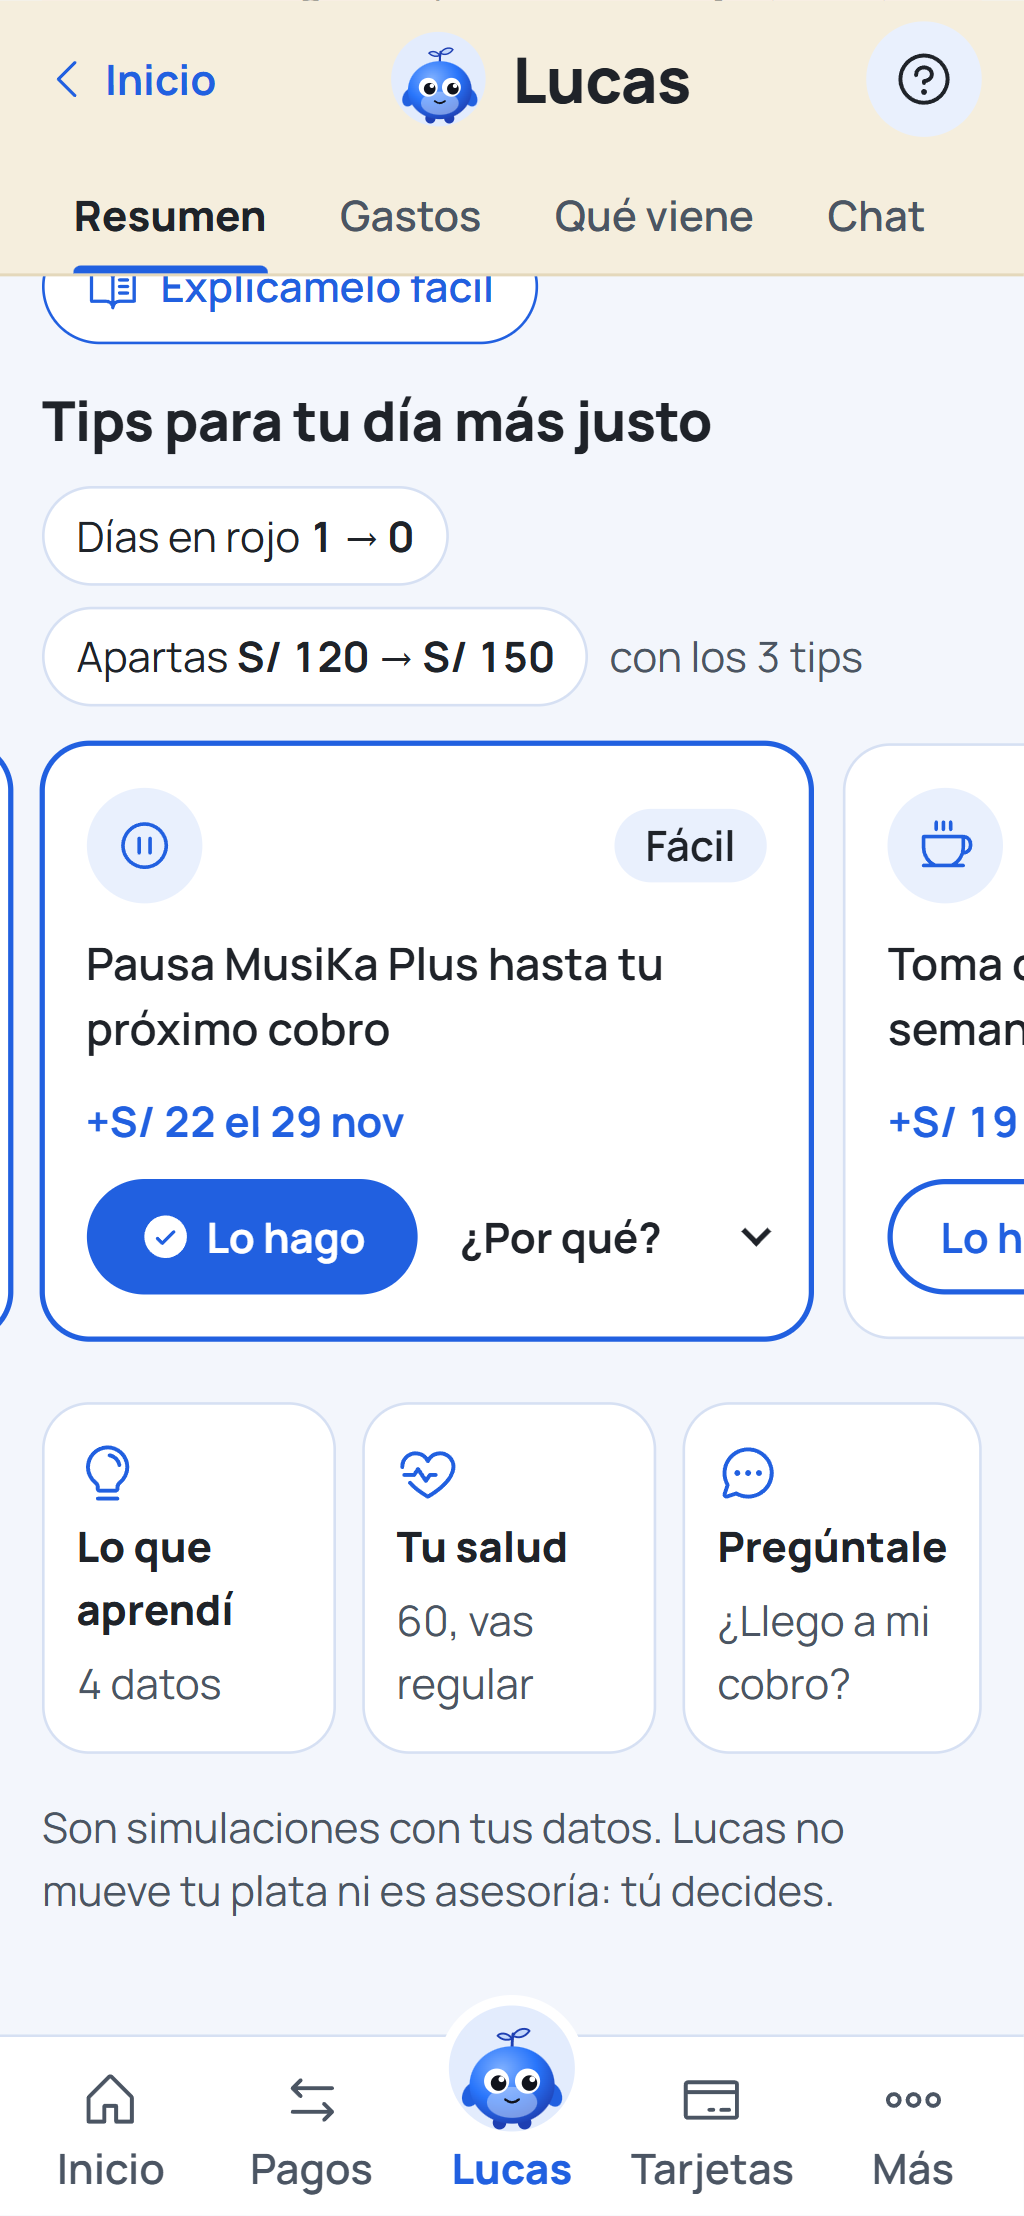 Inicio
Lucas
Resumen
Gastos
Qué viene
Chat
Explícamelo fácil
Tips para tu día más justo
Días en rojo 1 → 0
Apartas S/ 120 → S/ 150
con los 3 tips
Fácil
Pausa MusiKa Plus hasta tu
próximo cobro
+S/ 22 el 29 nov
Lo hago
¿Por qué?
Toma
+S/ 19
Lo
Lo que
aprendí
4 datos
Tu salud
60, vas
regular
Pregúntale
¿Llego a mi
cobro?
Son simulaciones con tus datos. Lucas no
mueve tu plata ni es asesoría: tú decides.
Inicio
Pagos
Lucas
Tarjetas
Más